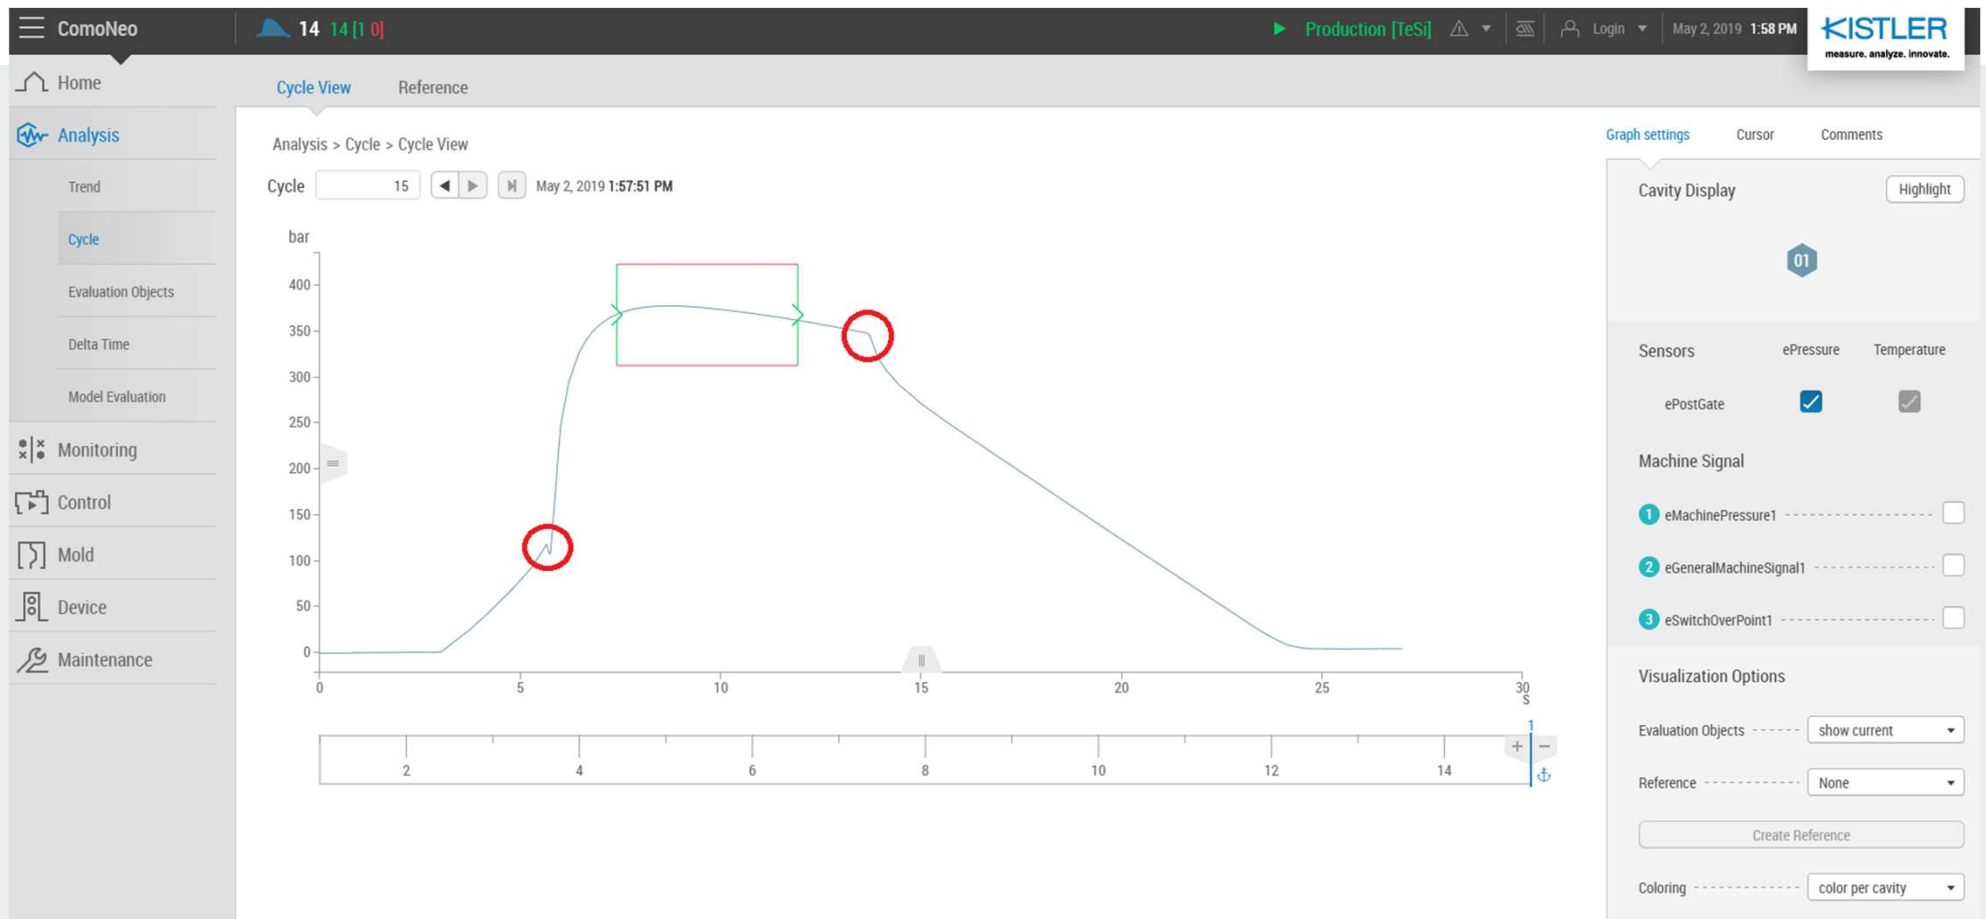 ComoNeo
14 14 [1 0]
Production [TeSi]
Login
May 2, 2019 1:58 PM
KISTLER
measure. analyze. innovate.
Home
Analysis
Trend
Cycle
Evaluation Objects
Delta Time
Model Evaluation
Monitoring
Control
Mold
Device
Maintenance
Cycle View Reference
Analysis > Cycle > Cycle View
Cycle 15 May 2, 2019 1:57:51 PM
bar
400
350
300
250
200
150
100
50
0
0 5 10 15 20 25 30
s
1
+ −
2 4 6 8 10 12 14
Graph settings Cursor Comments
Cavity Display Highlight
01
Sensors ePressure Temperature
ePostGate
Machine Signal
1 eMachinePressure1
2 eGeneralMachineSignal1
3 eSwitchOverPoint1
Visualization Options
Evaluation Objects show current
Reference None
Create Reference
Coloring color per cavity